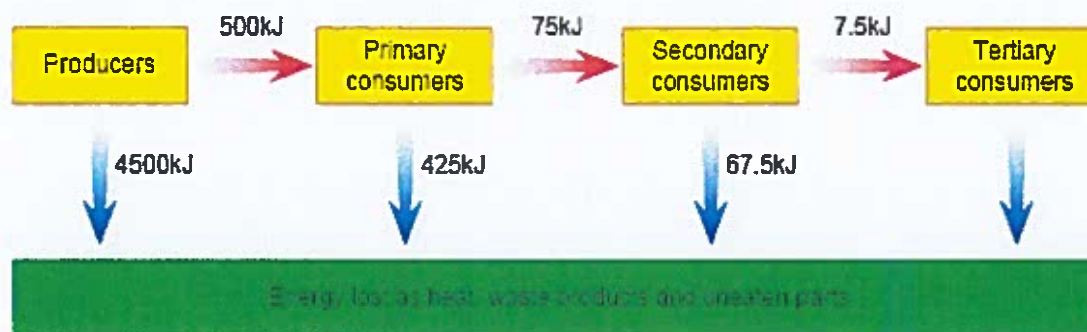 500kJ
75kJ
7.5kJ
Producers
Primary
consumers
Secondary
consumers
Tertiary
consumers
4500kJ
425kJ
67.5kJ
Energy lost as heat, waste products and uneaten parts